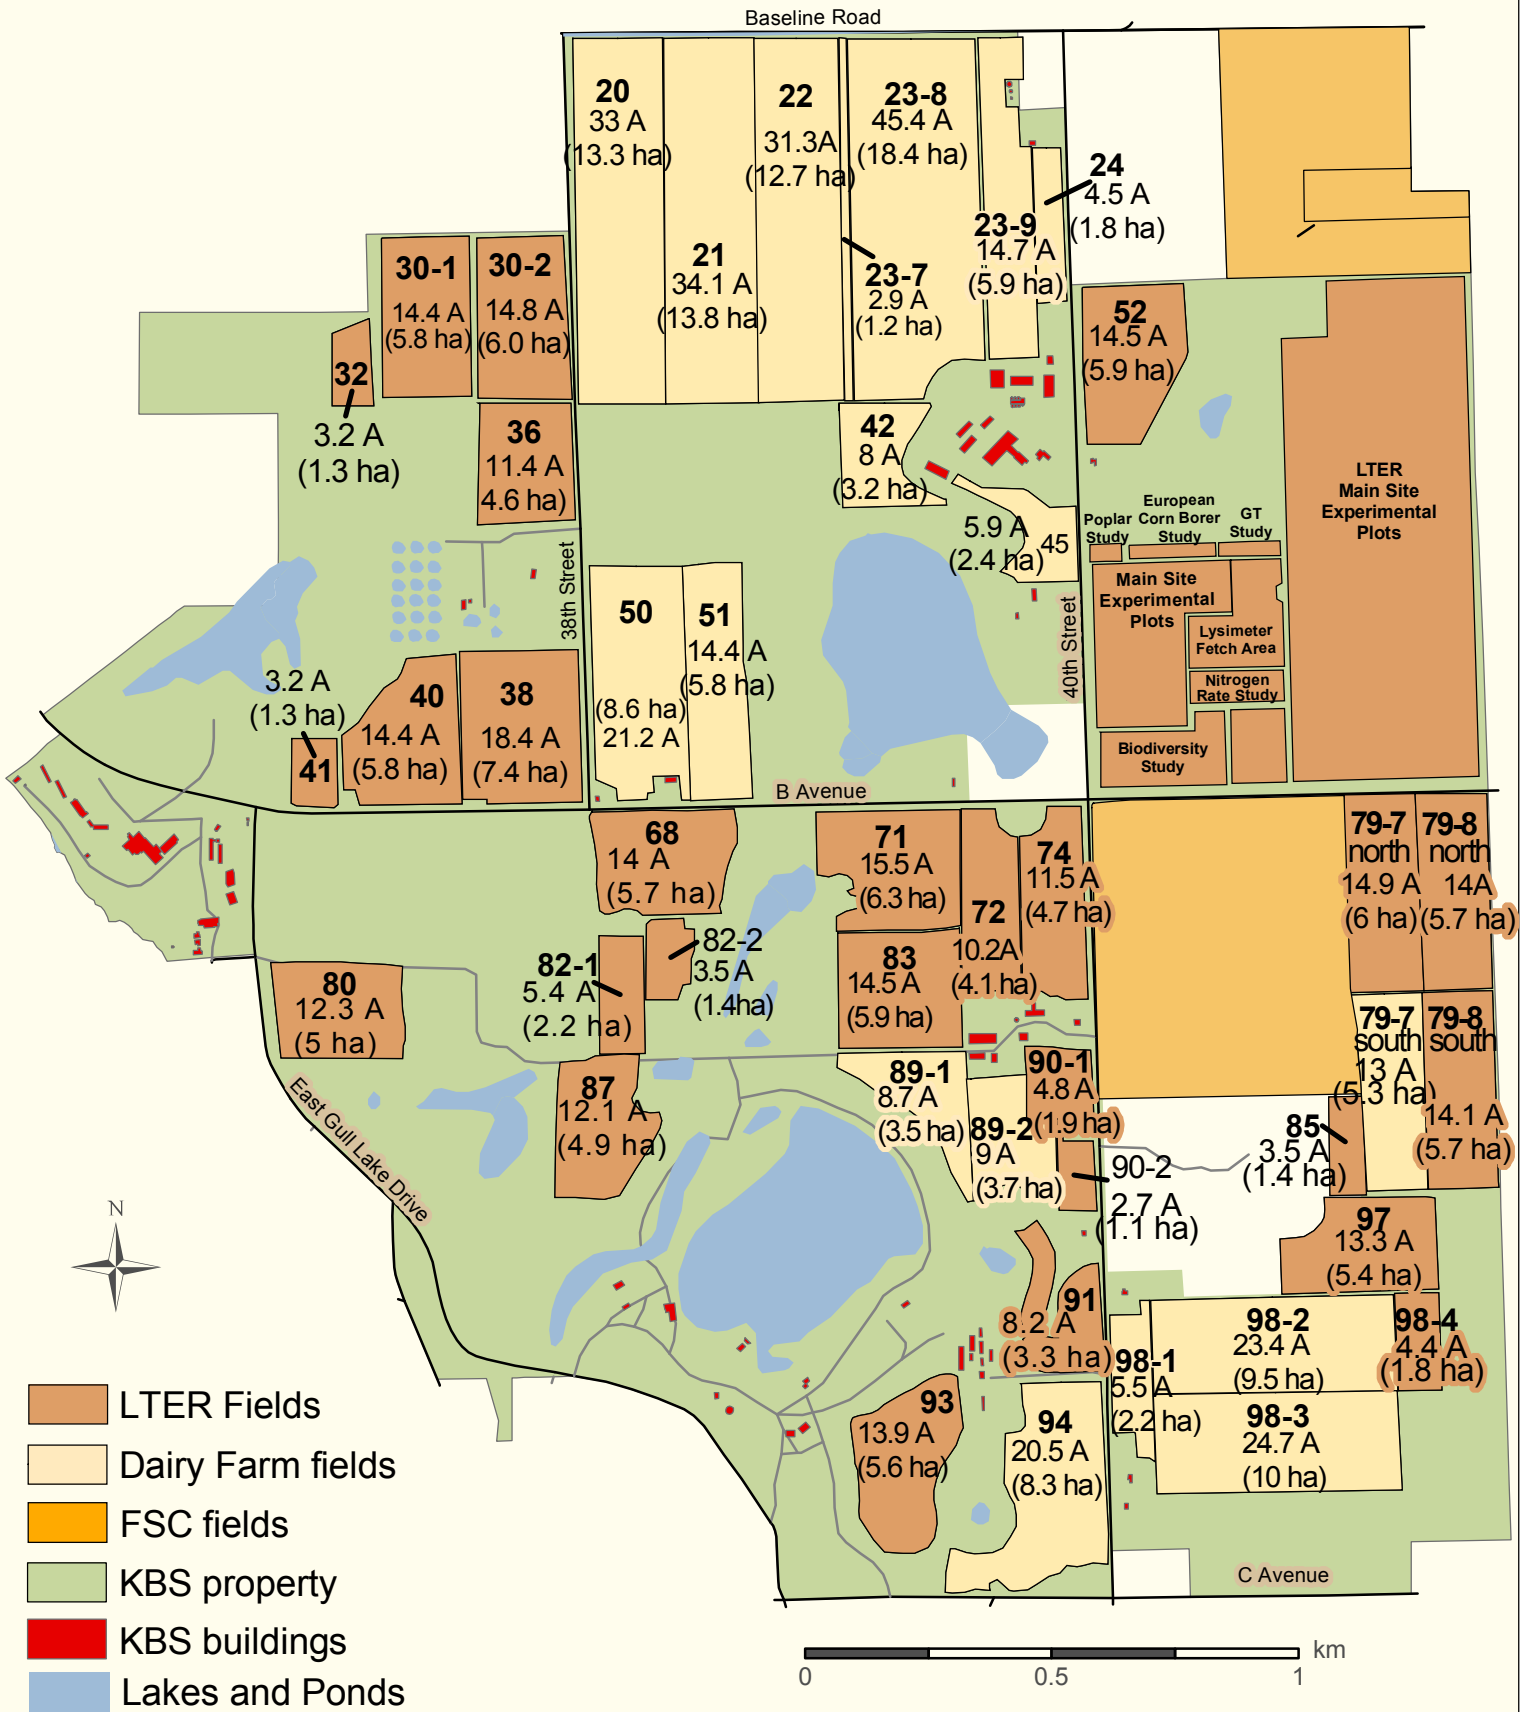 Baseline Road
20
33 A
(13.3 ha)
21
34.1 A
(13.8 ha)
22
31.3A
(12.7 ha)
23-8
45.4 A
(18.4 ha)
23-7
2.9 A
(1.2 ha)
23-9
14.7 A
(5.9 ha)
24
4.5 A
(1.8 ha)
30-1
14.4 A
(5.8 ha)
30-2
14.8 A
(6.0 ha)
32
3.2 A
(1.3 ha)
36
11.4 A
4.6 ha)
42
8 A
(3.2 ha)
5.9 A
(2.4 ha)
45
52
14.5 A
(5.9 ha)
LTER
Main Site
Experimental
Plots
Poplar
Study
European
Corn Borer
Study
GT
Study
Main Site
Experimental
Plots
Lysimeter
Fetch Area
Nitrogen
Rate Study
Biodiversity
Study
38th Street
40th Street
50
(8.6 ha)
21.2 A
51
14.4 A
(5.8 ha)
3.2 A
(1.3 ha)
41
40
14.4 A
(5.8 ha)
38
18.4 A
(7.4 ha)
B Avenue
68
14 A
(5.7 ha)
71
15.5 A
(6.3 ha)
72
10.2A
(4.1 ha)
74
11.5 A
(4.7 ha)
79-7
north
14.9 A
(6 ha)
79-8
north
14A
(5.7 ha)
80
12.3 A
(5 ha)
82-1
5.4 A
(2.2 ha)
82-2
3.5 A
(1.4ha)
83
14.5 A
(5.9 ha)
79-7
south
13 A
(5.3 ha)
79-8
south
14.1 A
(5.7 ha)
87
12.1 A
(4.9 ha)
89-1
8.7 A
(3.5 ha)
89-2
9 A
(3.7 ha)
90-1
4.8 A
(1.9 ha)
90-2
2.7 A
(1.1 ha)
85
3.5 A
(1.4 ha)
East Gull Lake Drive
N
97
13.3 A
(5.4 ha)
91
8.2 A
(3.3 ha)
98-1
5.5 A
(2.2 ha)
98-2
23.4 A
(9.5 ha)
98-4
4.4 A
(1.8 ha)
98-3
24.7 A
(10 ha)
93
13.9 A
(5.6 ha)
94
20.5 A
(8.3 ha)
C Avenue
LTER Fields
Dairy Farm fields
FSC fields
KBS property
KBS buildings
Lakes and Ponds
km
0 0.5 1